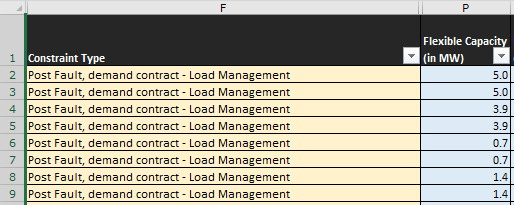 F P
Flexible Capacity
1 Constraint Type (in MW)
2 Post Fault, demand contract - Load Management 5.0
3 Post Fault, demand contract - Load Management 5.0
4 Post Fault, demand contract - Load Management 3.9
5 Post Fault, demand contract - Load Management 3.9
6 Post Fault, demand contract - Load Management 0.7
7 Post Fault, demand contract - Load Management 0.7
8 Post Fault, demand contract - Load Management 1.4
9 Post Fault, demand contract - Load Management 1.4